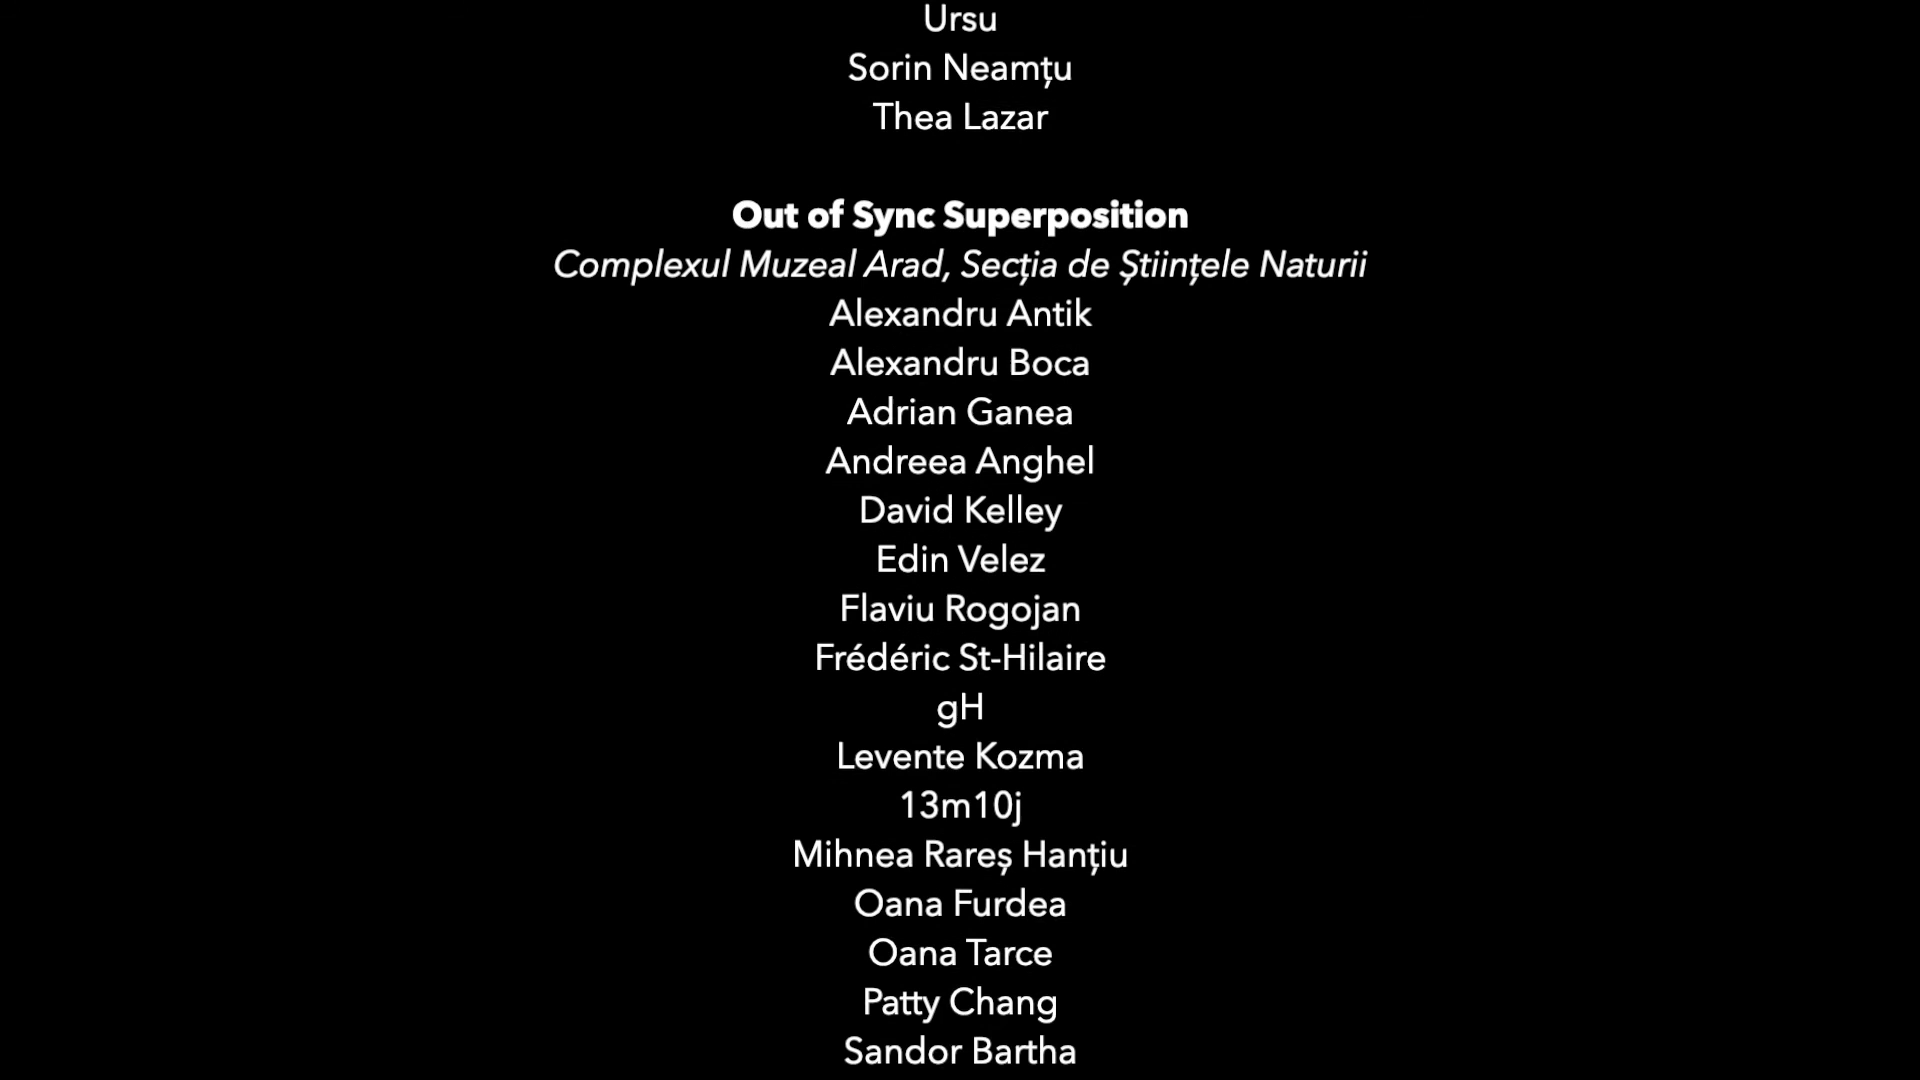 Ursu
Sorin Neamțu
Thea Lazar
Out of Sync Superposition
Complexul Muzeal Arad, Secția de Științele Naturii
Alexandru Antik
Alexandru Boca
Adrian Ganea
Andreea Anghel
David Kelley
Edin Velez
Flaviu Rogojan
Frédéric St-Hilaire
gH
Levente Kozma
13m10j
Mihnea Rareș Hanțiu
Oana Furdea
Oana Tarce
Patty Chang
Sandor Bartha